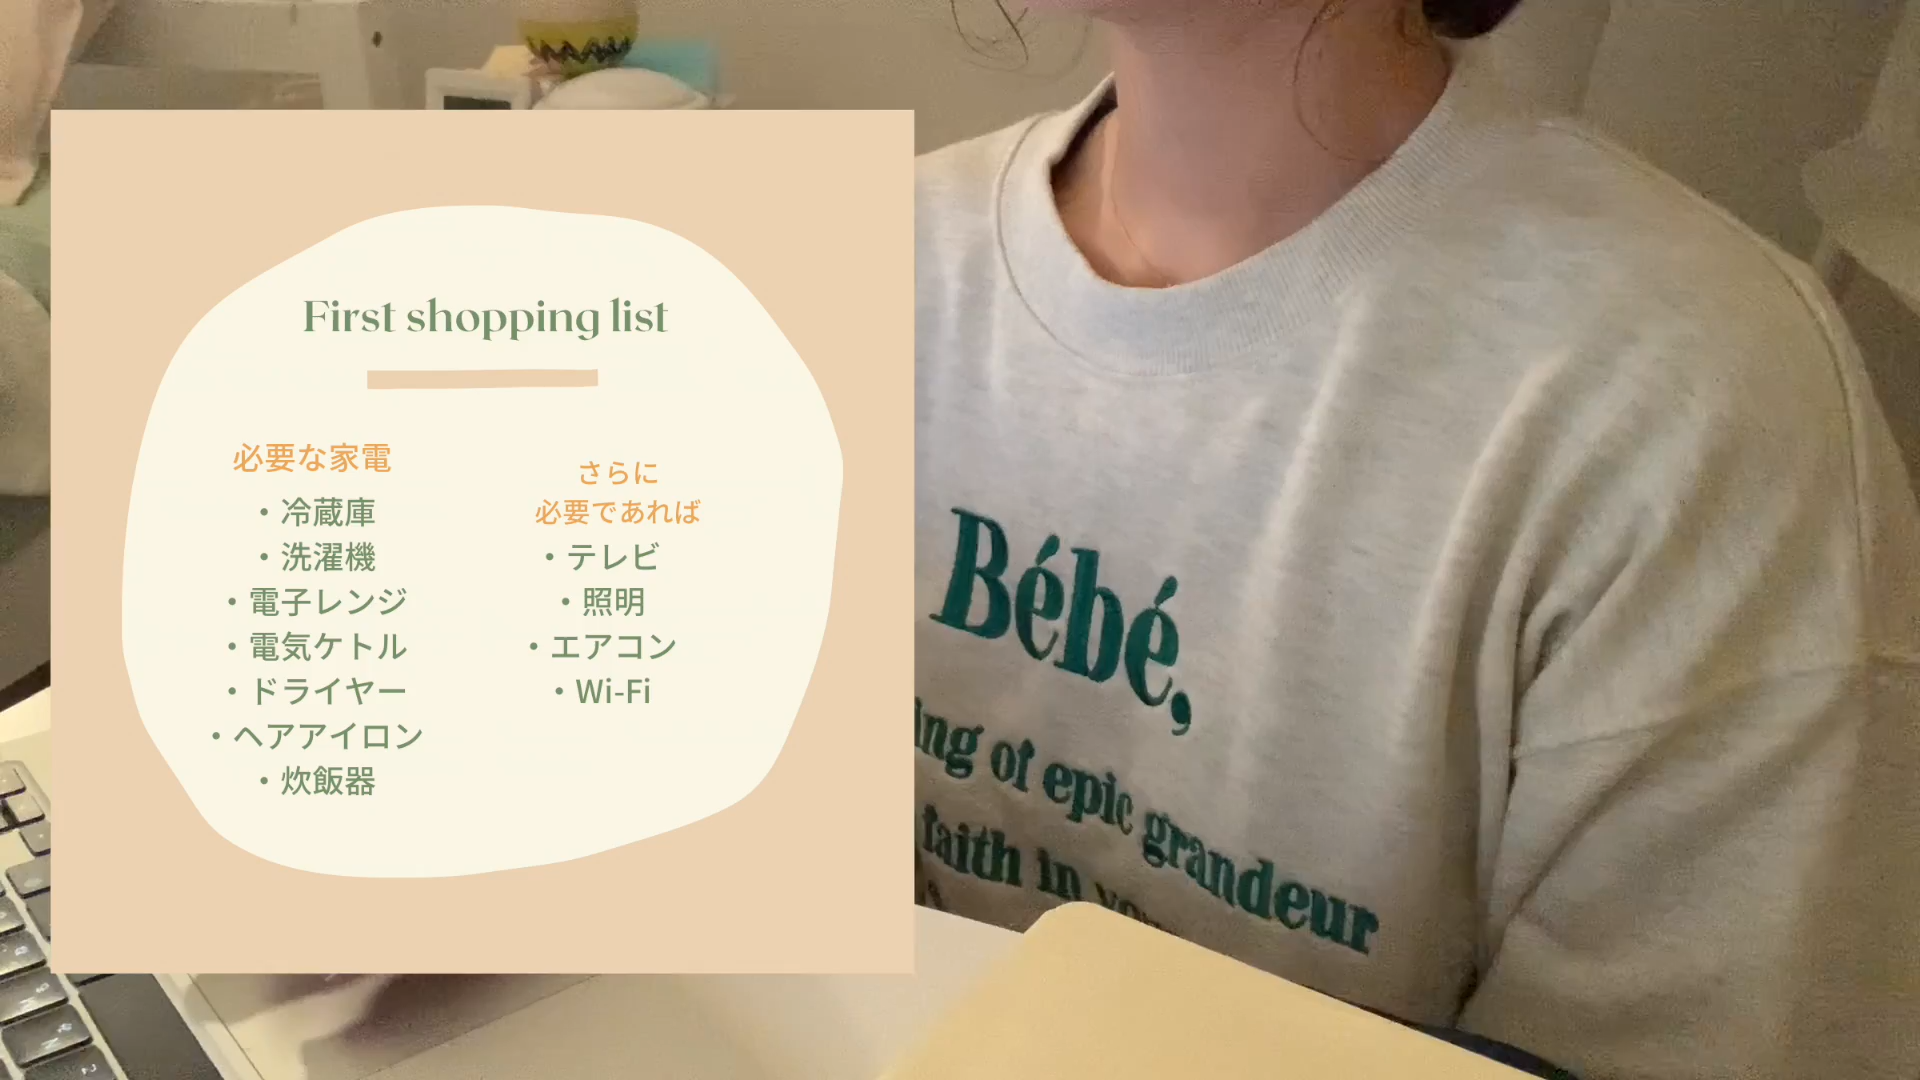 First shopping list
必要な家電
・冷蔵庫
・洗濯機
・電子レンジ
・電気ケトル
・ドライヤー
・ヘアアイロン
・炊飯器
さらに
必要であれば
・テレビ
・照明
・エアコン
・Wi-Fi
Bébé,
ing of epic grandeur
faith in